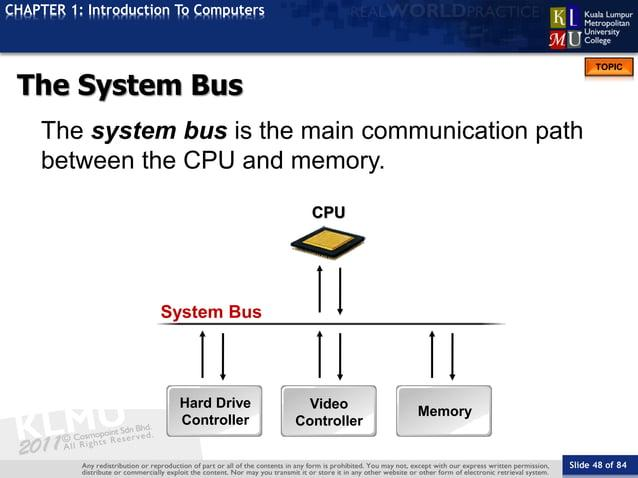 CHAPTER 1: Introduction To Computers
REALWORLDPRACTICE
KL
MU
Kuala Lumpur
Metropolitan
University
College
TOPIC
The System Bus
The system bus is the main communication path
between the CPU and memory.
CPU
System Bus
Hard Drive
Controller
Video
Controller
Memory
KLMU
2011 © Cosmopoint Sdn Bhd.
All Rights Reserved.
Any redistribution or reproduction of part or all of the contents in any form is prohibited. You may not, except with our express written permission,
distribute or commercially exploit the content. Nor may you transmit it or store it in any other website or other form of electronic retrieval system.
Slide 48 of 84